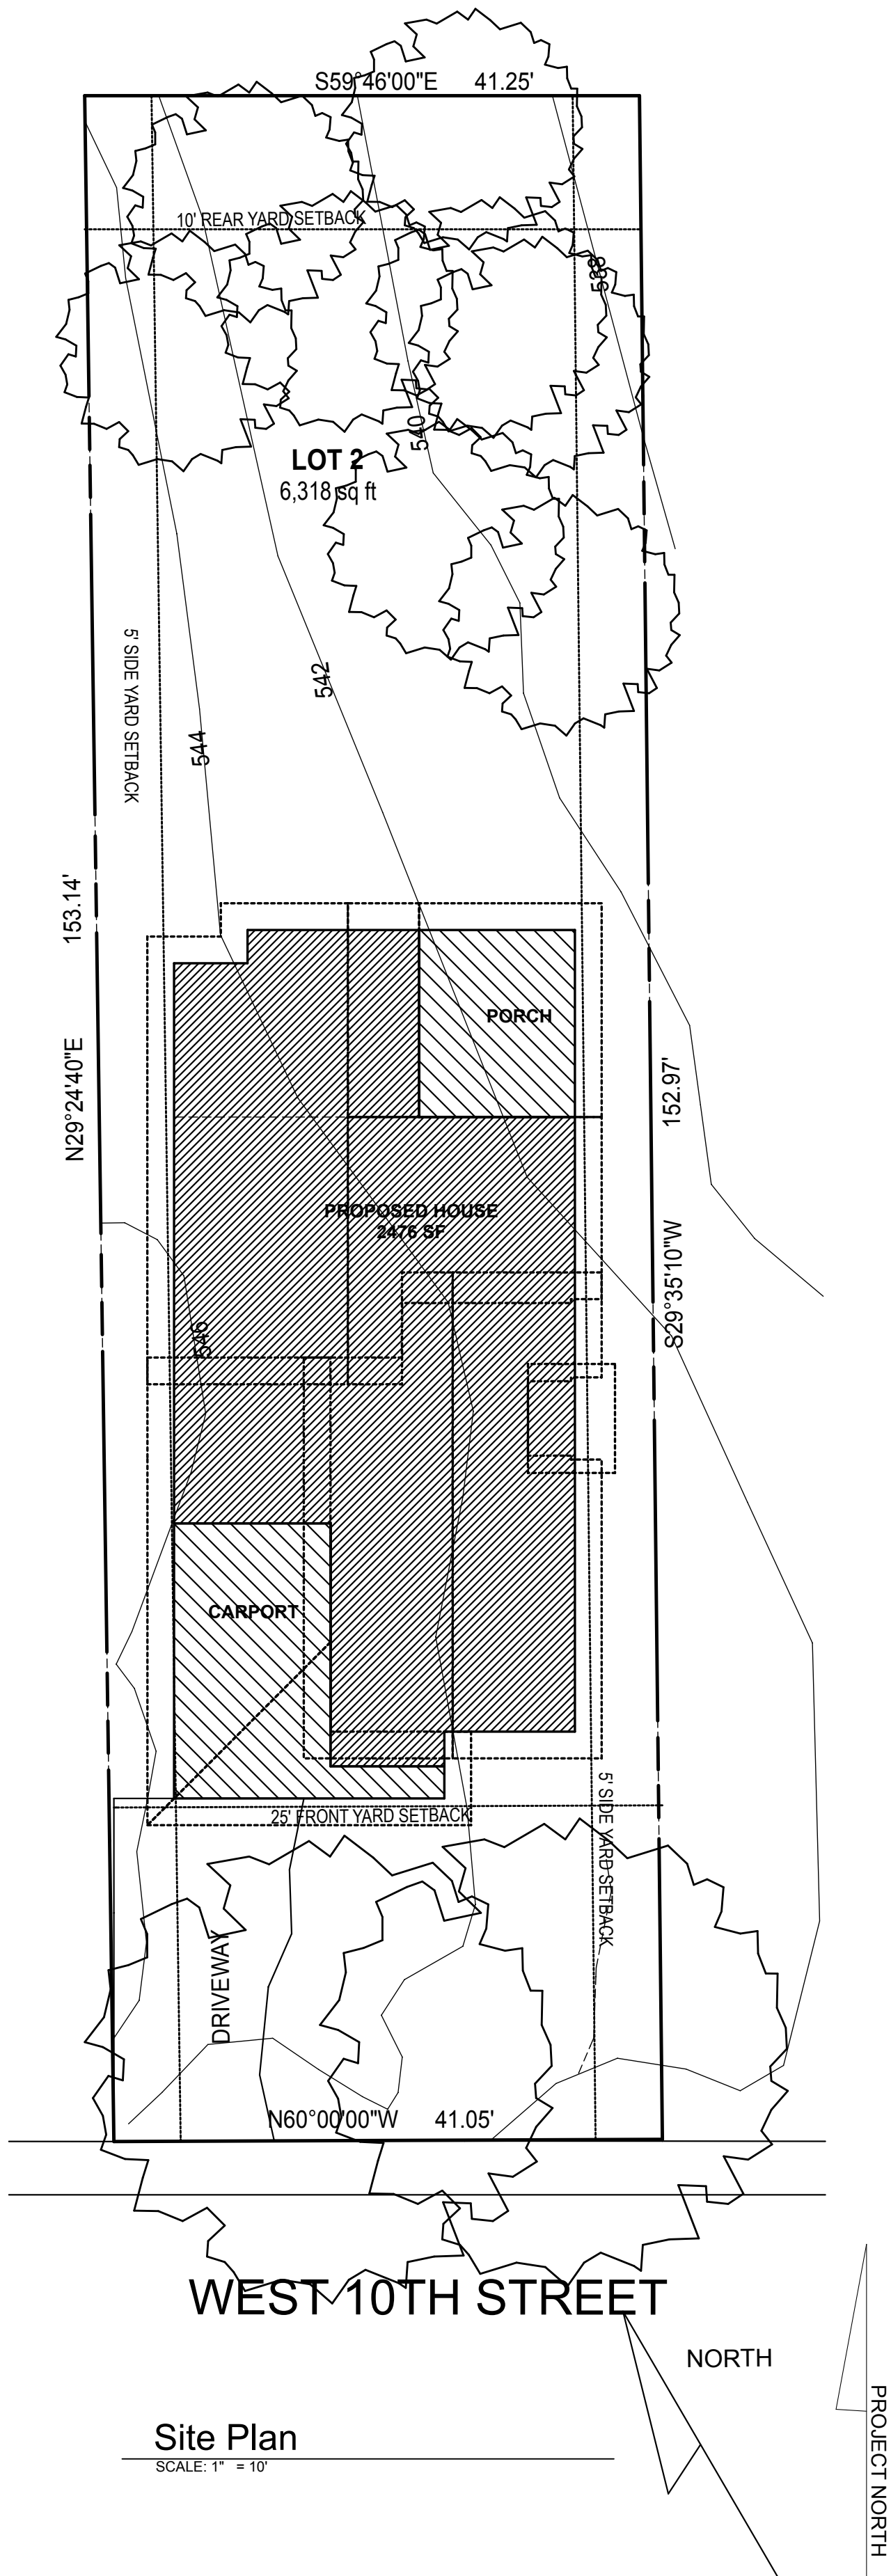 S59°46'00"E 41.25'
10' REAR YARD SETBACK
538
540
LOT 2
6,318 sq ft
5' SIDE YARD SETBACK
542
544
153.14'
N29°24'40"E
PORCH
152.97'
S29°35'10"W
PROPOSED HOUSE
2476 SF
546
CARPORT
25' FRONT YARD SETBACK
5' SIDE YARD SETBACK
DRIVEWAY
N60°00'00"W 41.05'
WEST 10TH STREET
NORTH
PROJECT NORTH
Site Plan
SCALE: 1" = 10'